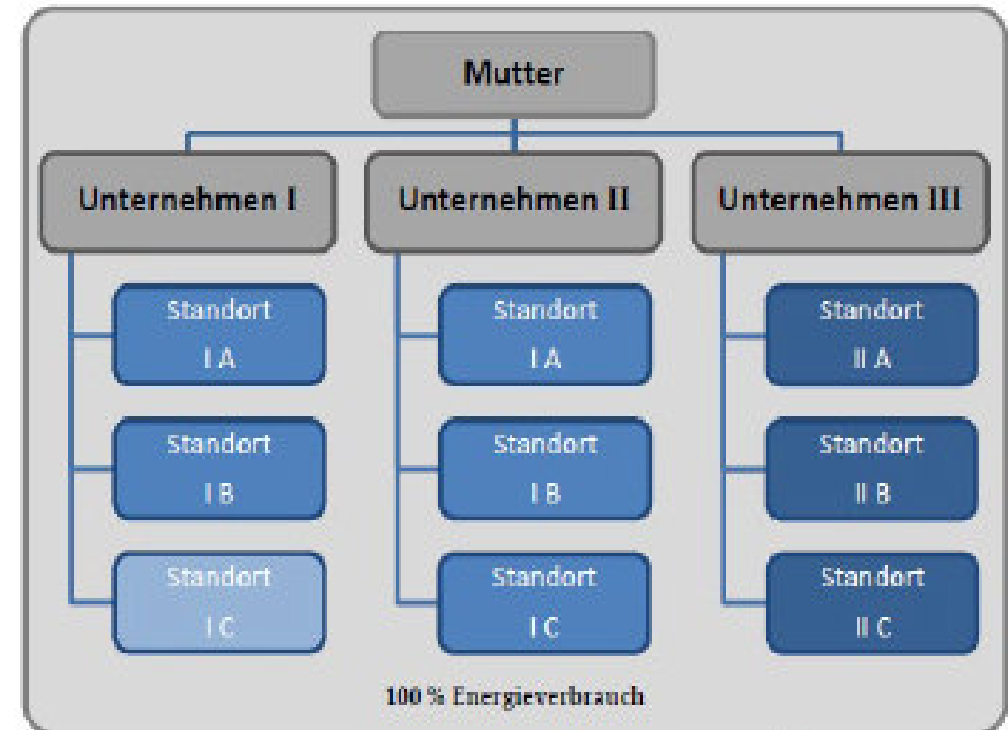 Mutter
Unternehmen I
Unternehmen II
Unternehmen III
Standort
I A
Standort
I A
Standort
II A
Standort
I B
Standort
I B
Standort
II B
Standort
I C
Standort
I C
Standort
II C
100 % Energieverbrauch